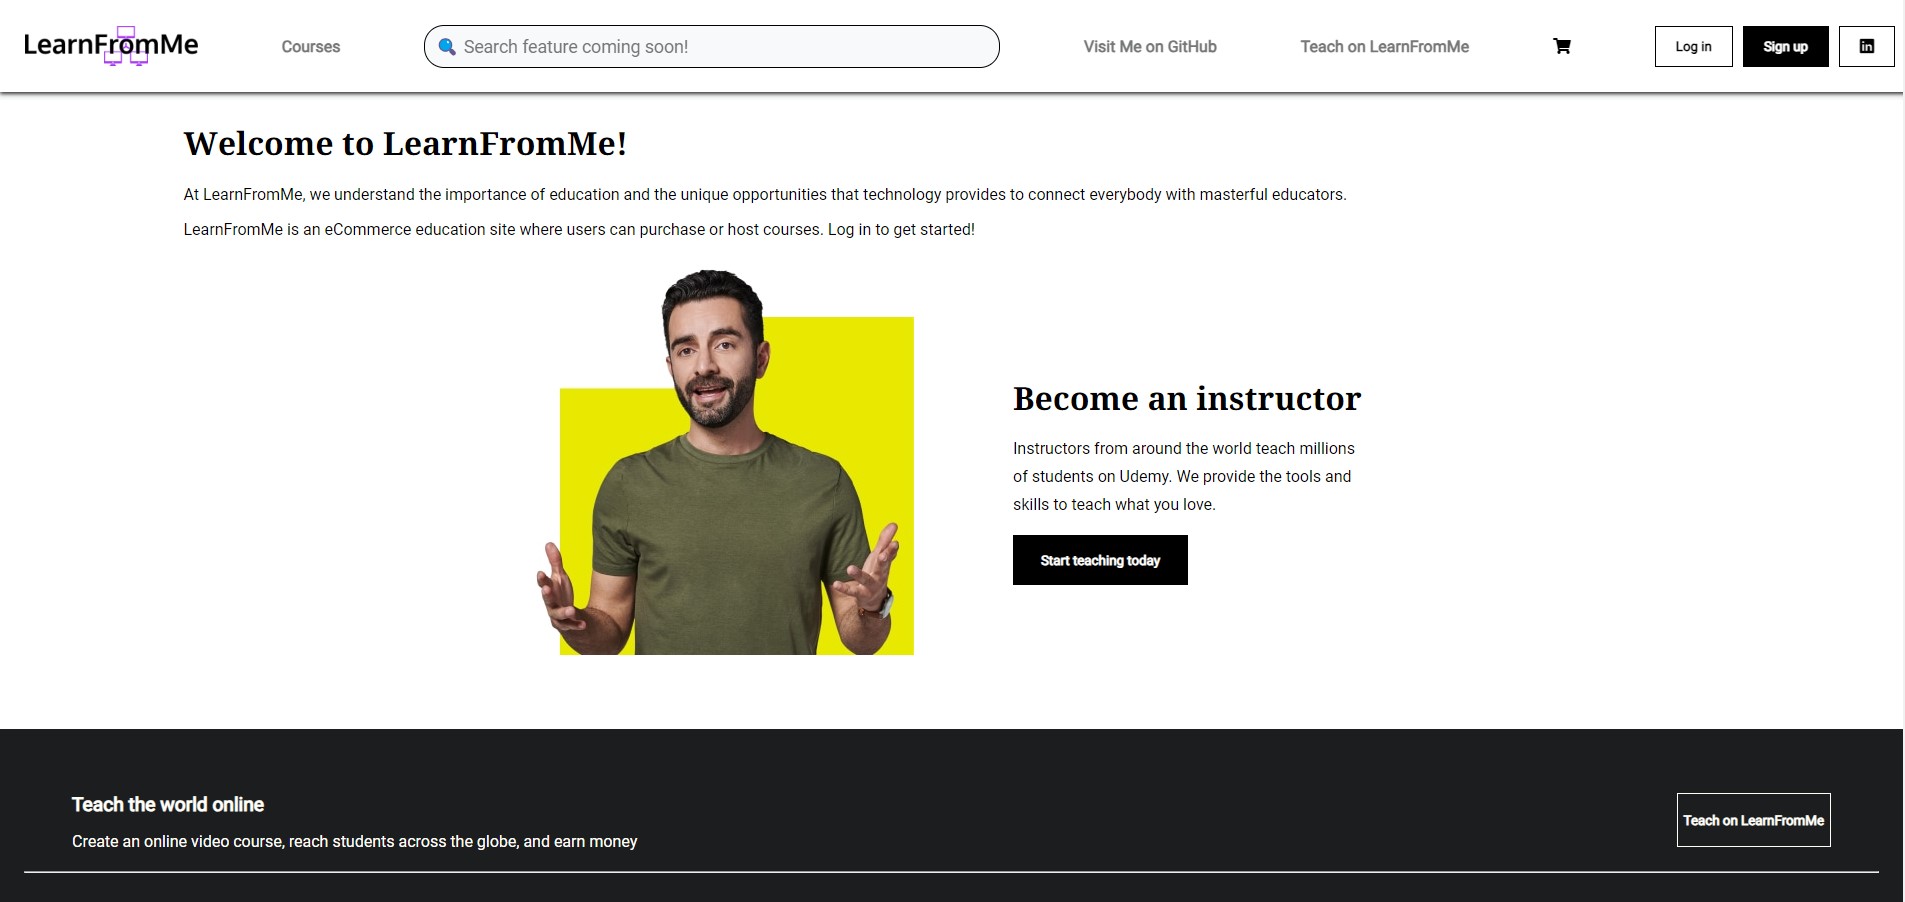 LearnFromMe
Courses
Search feature coming soon!
Visit Me on GitHub
Teach on LearnFromMe
Log in
Sign up
in
Welcome to LearnFromMe!
At LearnFromMe, we understand the importance of education and the unique opportunities that technology provides to connect everybody with masterful educators.
LearnFromMe is an eCommerce education site where users can purchase or host courses. Log in to get started!
Become an instructor
Instructors from around the world teach millions
of students on Udemy. We provide the tools and
skills to teach what you love.
Start teaching today
Teach the world online
Create an online video course, reach students across the globe, and earn money
Teach on LearnFromMe